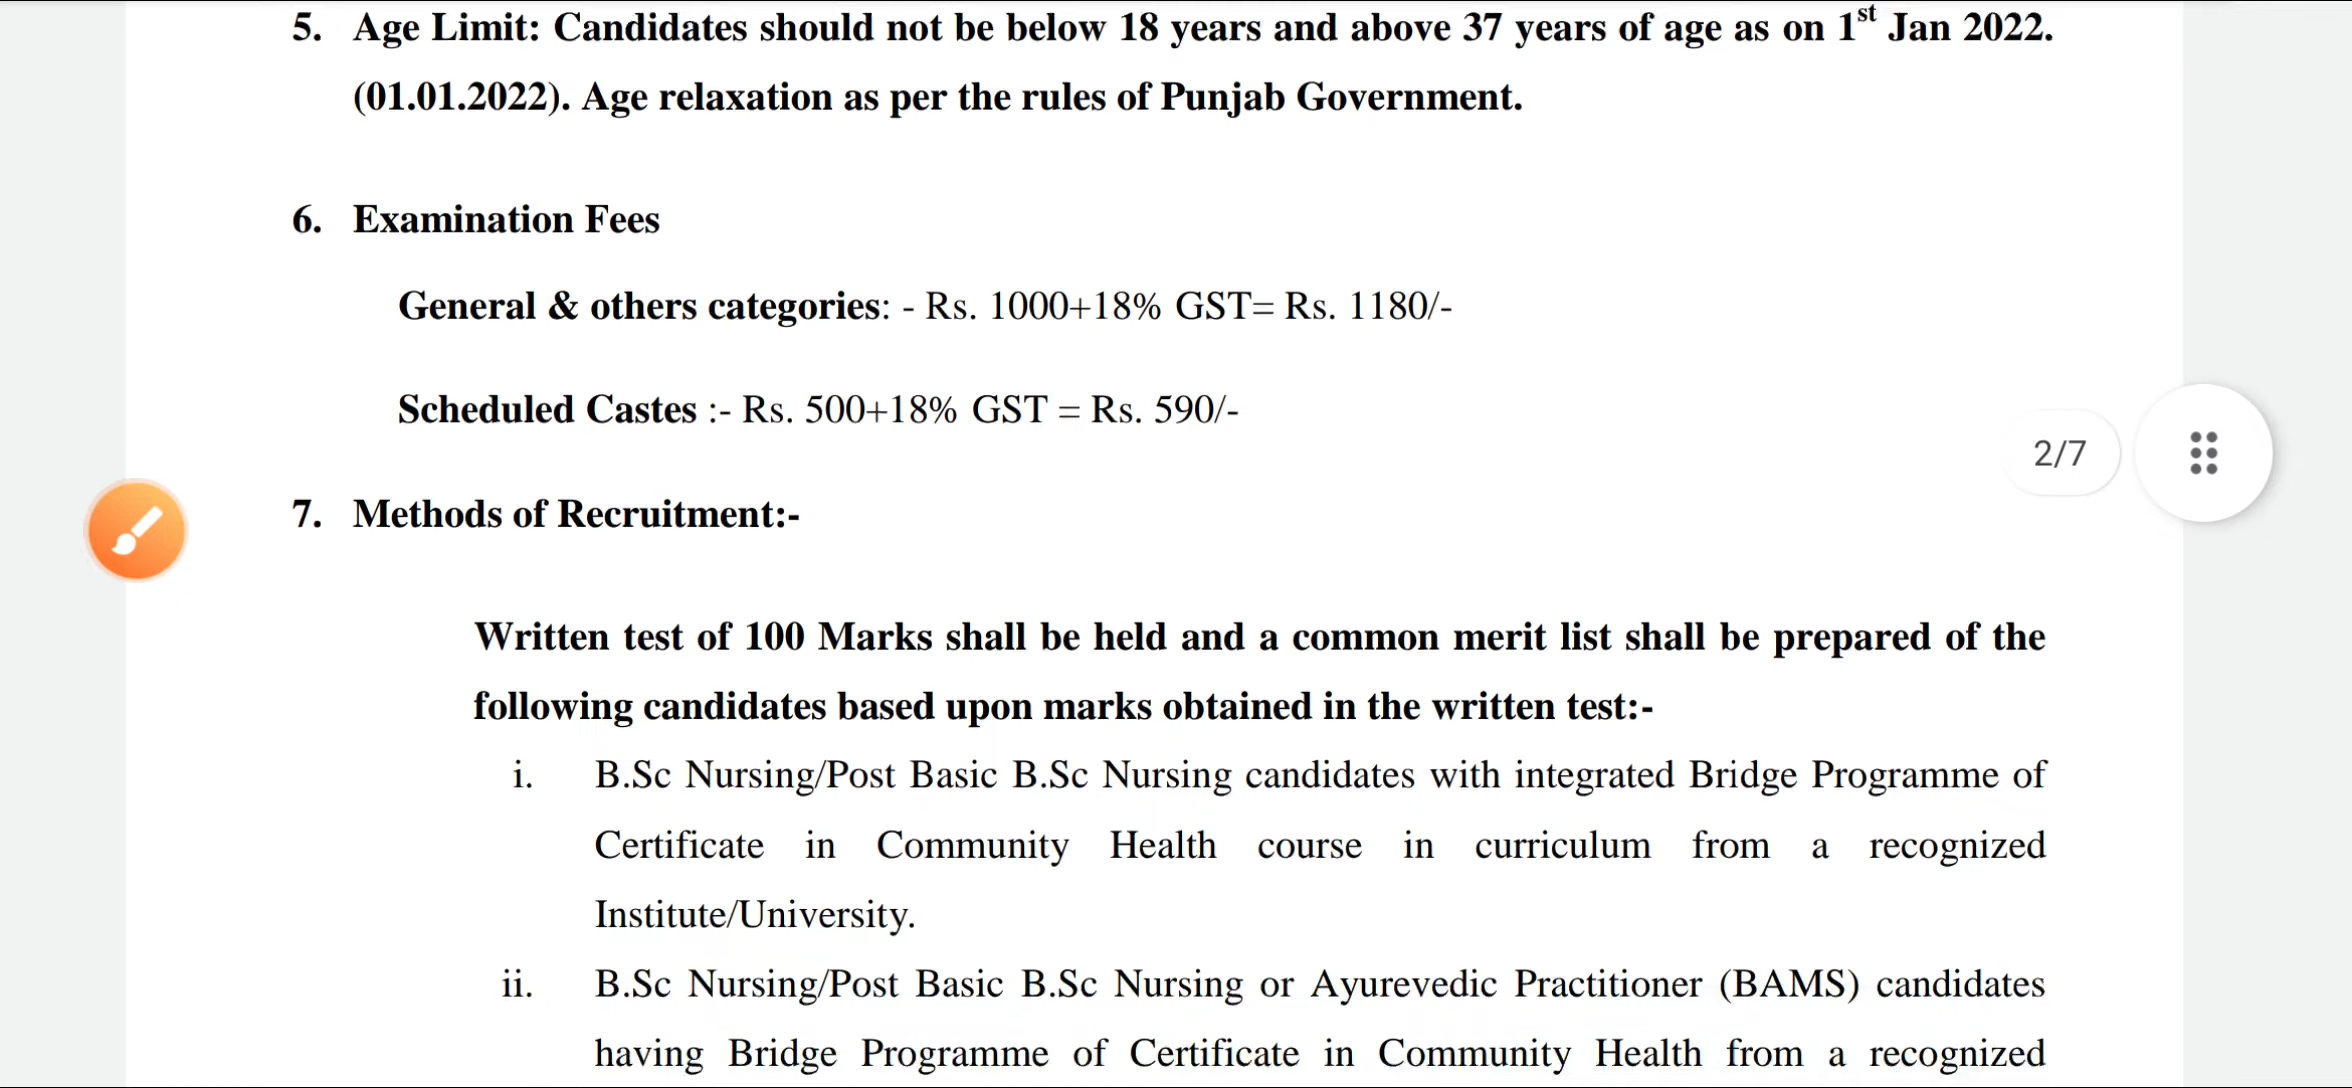 5. Age Limit: Candidates should not be below 18 years and above 37 years of age as on 1st Jan 2022.
(01.01.2022). Age relaxation as per the rules of Punjab Government.
6. Examination Fees
General & others categories: - Rs. 1000+18% GST= Rs. 1180/-
Scheduled Castes :- Rs. 500+18% GST = Rs. 590/-
2/7
7. Methods of Recruitment:-
Written test of 100 Marks shall be held and a common merit list shall be prepared of the
following candidates based upon marks obtained in the written test:-
i. B.Sc Nursing/Post Basic B.Sc Nursing candidates with integrated Bridge Programme of
Certificate in Community Health course in curriculum from a recognized
Institute/University.
ii. B.Sc Nursing/Post Basic B.Sc Nursing or Ayurevedic Practitioner (BAMS) candidates
having Bridge Programme of Certificate in Community Health from a recognized